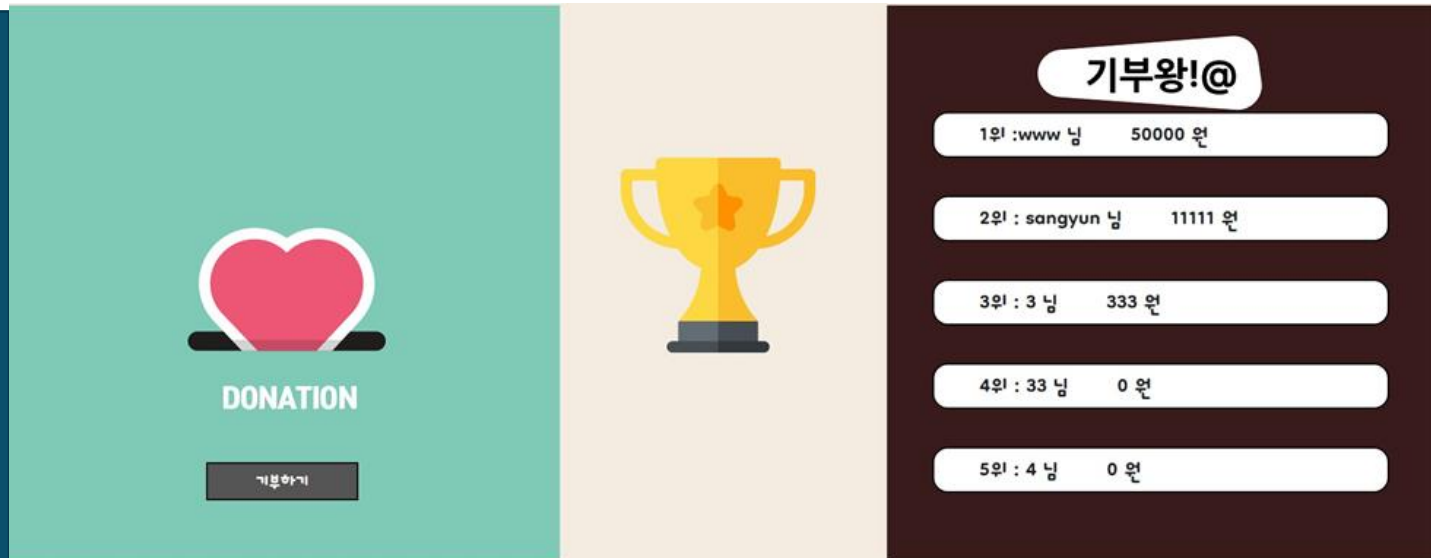 DONATION
기부하기
기부왕!@
1위 :www 님 50000 원
2위 : sangyun 님 11111 원
3위 : 3 님 333 원
4위 : 33 님 0 원
5위 : 4 님 0 원